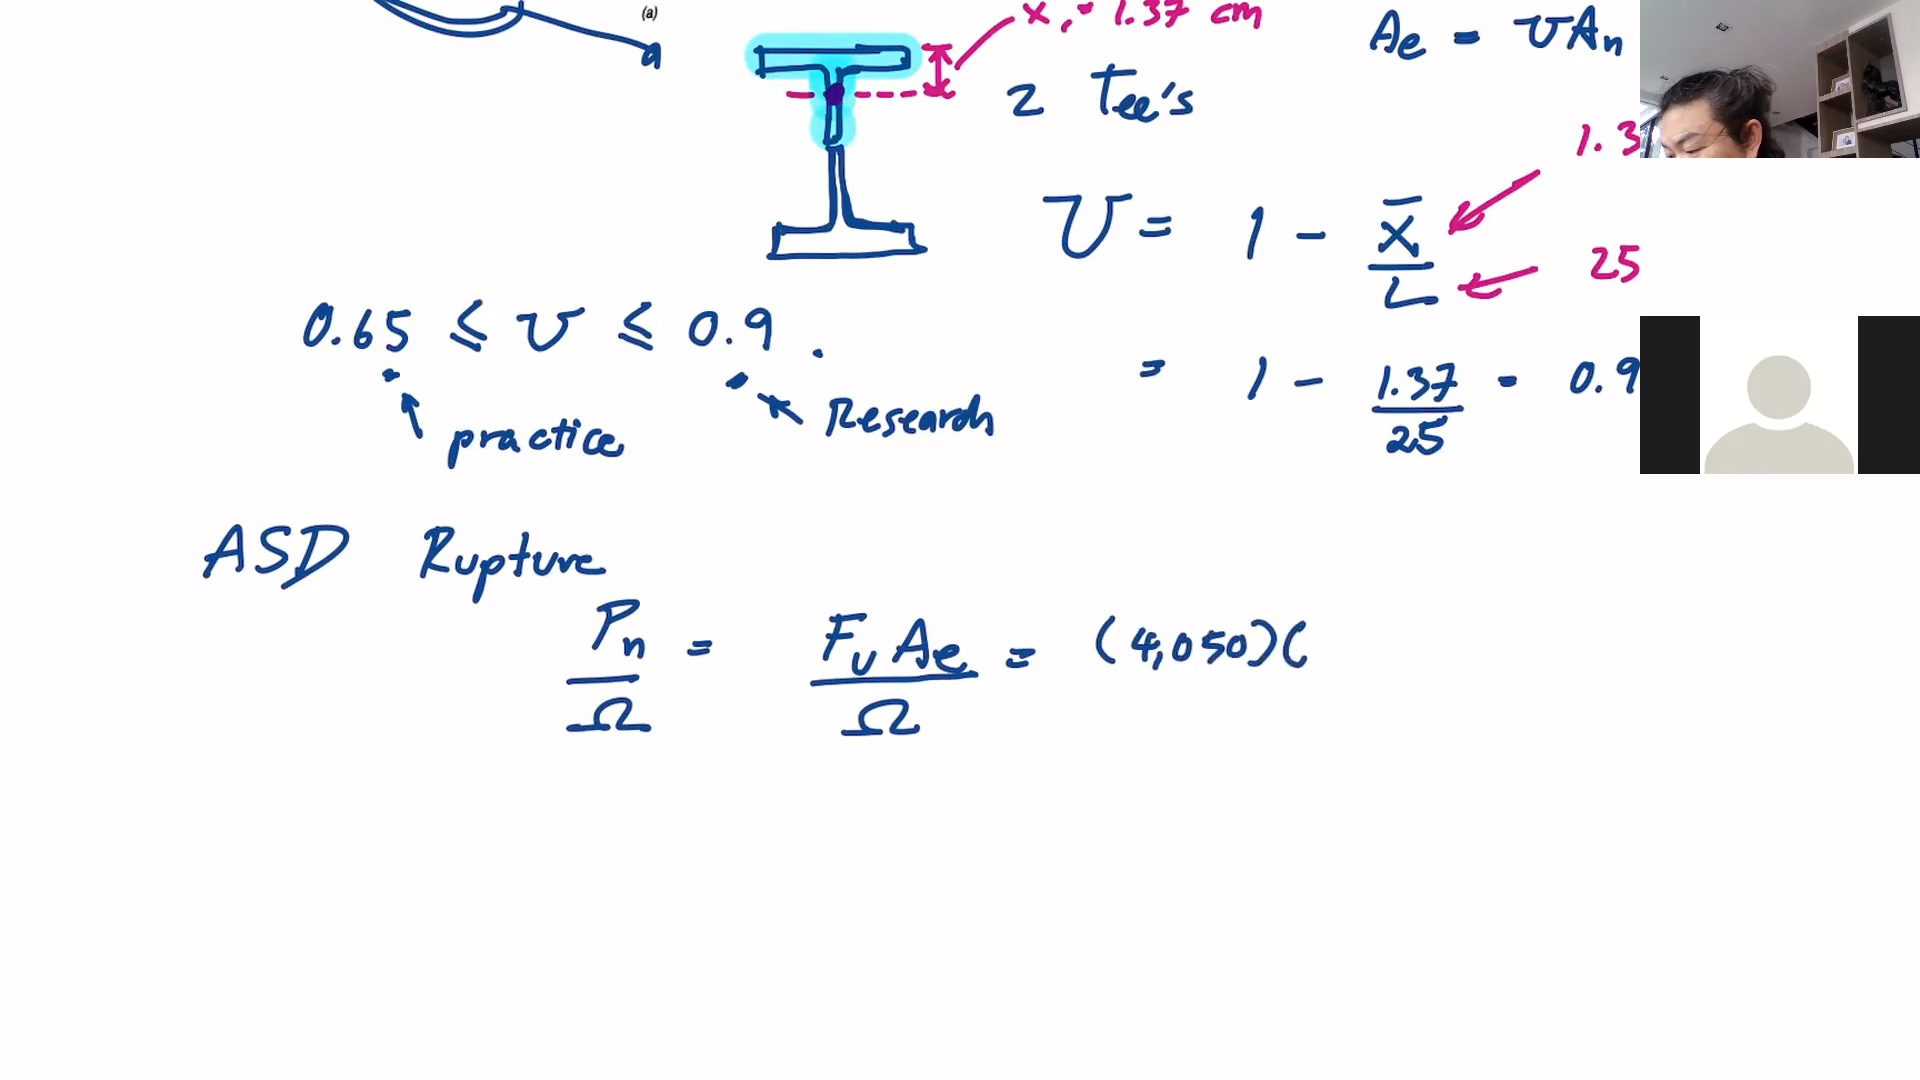 (a)
x₁ = 1.37 cm
Ae = UAn
a
2 Tee's
1.3
U = 1 - x̄/L
25
0.65 ≤ U ≤ 0.9 .
= 1 - 1.37/25 = 0.9
practice
Research
ASD Rupture
Pn/Ω = FuAe/Ω = (4,050)(